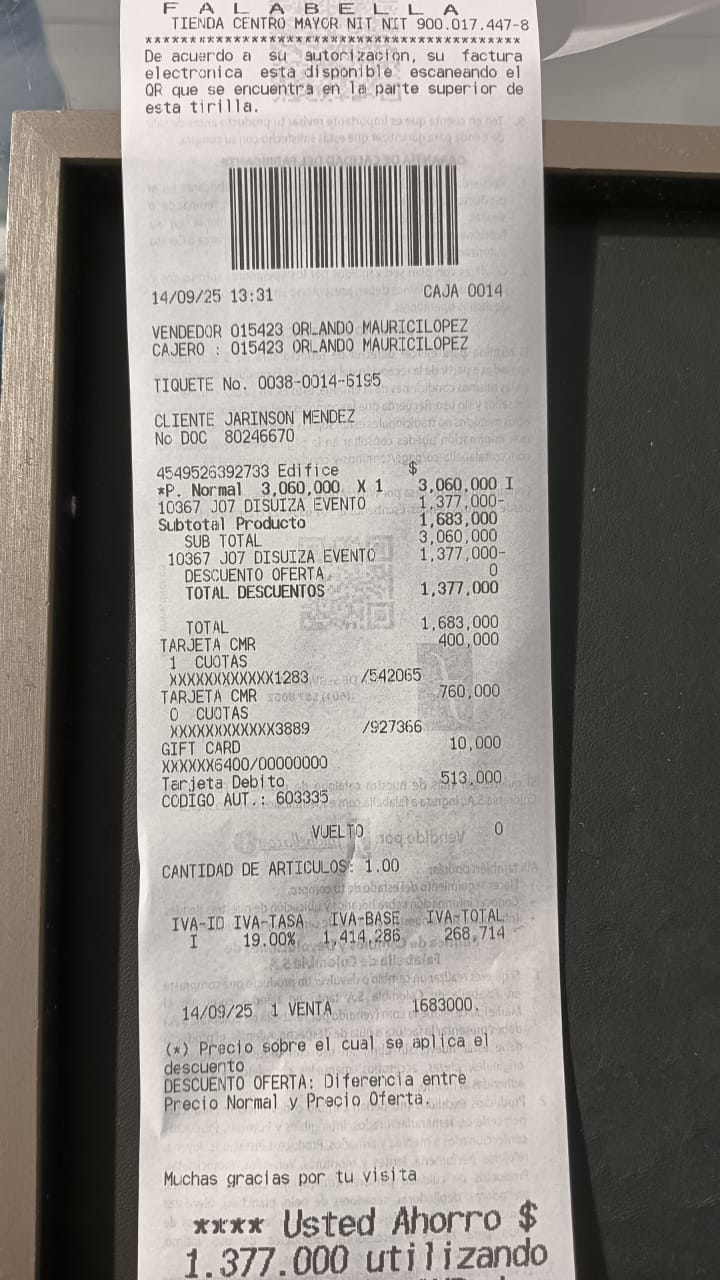 F A L A B E L L A
TIENDA CENTRO MAYOR NIT NIT 900.017.447-8
******************************************
De acuerdo a su autorizacion, su factura
electronica esta disponible escaneando el
QR que se encuentra en la parte superior de
esta tirilla.
14/09/25 13:31 CAJA 0014
VENDEDOR 015423 ORLANDO MAURICILOPEZ
CAJERO : 015423 ORLANDO MAURICILOPEZ
TIQUETE No. 0038-0014-6195
CLIENTE JARINSON MENDEZ
No DOC 80246670
4549526392733 Edifice $
*P. Normal 3,060,000 X 1 3,060,000 I
10367 J07 DISUIZA EVENTO 1,377,000-
Subtotal Producto 1,683,000
SUB TOTAL 3,060,000
10367 J07 DISUIZA EVENTO 1,377,000-
DESCUENTO OFERTA 0
TOTAL DESCUENTOS 1,377,000
TOTAL 1,683,000
TARJETA CMR 400,000
1 CUOTAS
XXXXXXXXXXXX1283 /542065
TARJETA CMR 760,000
0 CUOTAS
XXXXXXXXXXXX3889 /927366
GIFT CARD 10,000
XXXXXX6400/00000000
Tarjeta Debito 513,000
CODIGO AUT.: 603335
VUELTO 0
CANTIDAD DE ARTICULOS: 1.00
IVA-ID IVA-TASA IVA-BASE IVA-TOTAL
I 19.00% 1,414,286 268,714
14/09/25 1 VENTA 1683000
(*) Precio sobre el cual se aplica el
descuento
DESCUENTO OFERTA: Diferencia entre
Precio Normal y Precio Oferta.
Muchas gracias por tu visita
**** Usted Ahorro $
1.377.000 utilizando